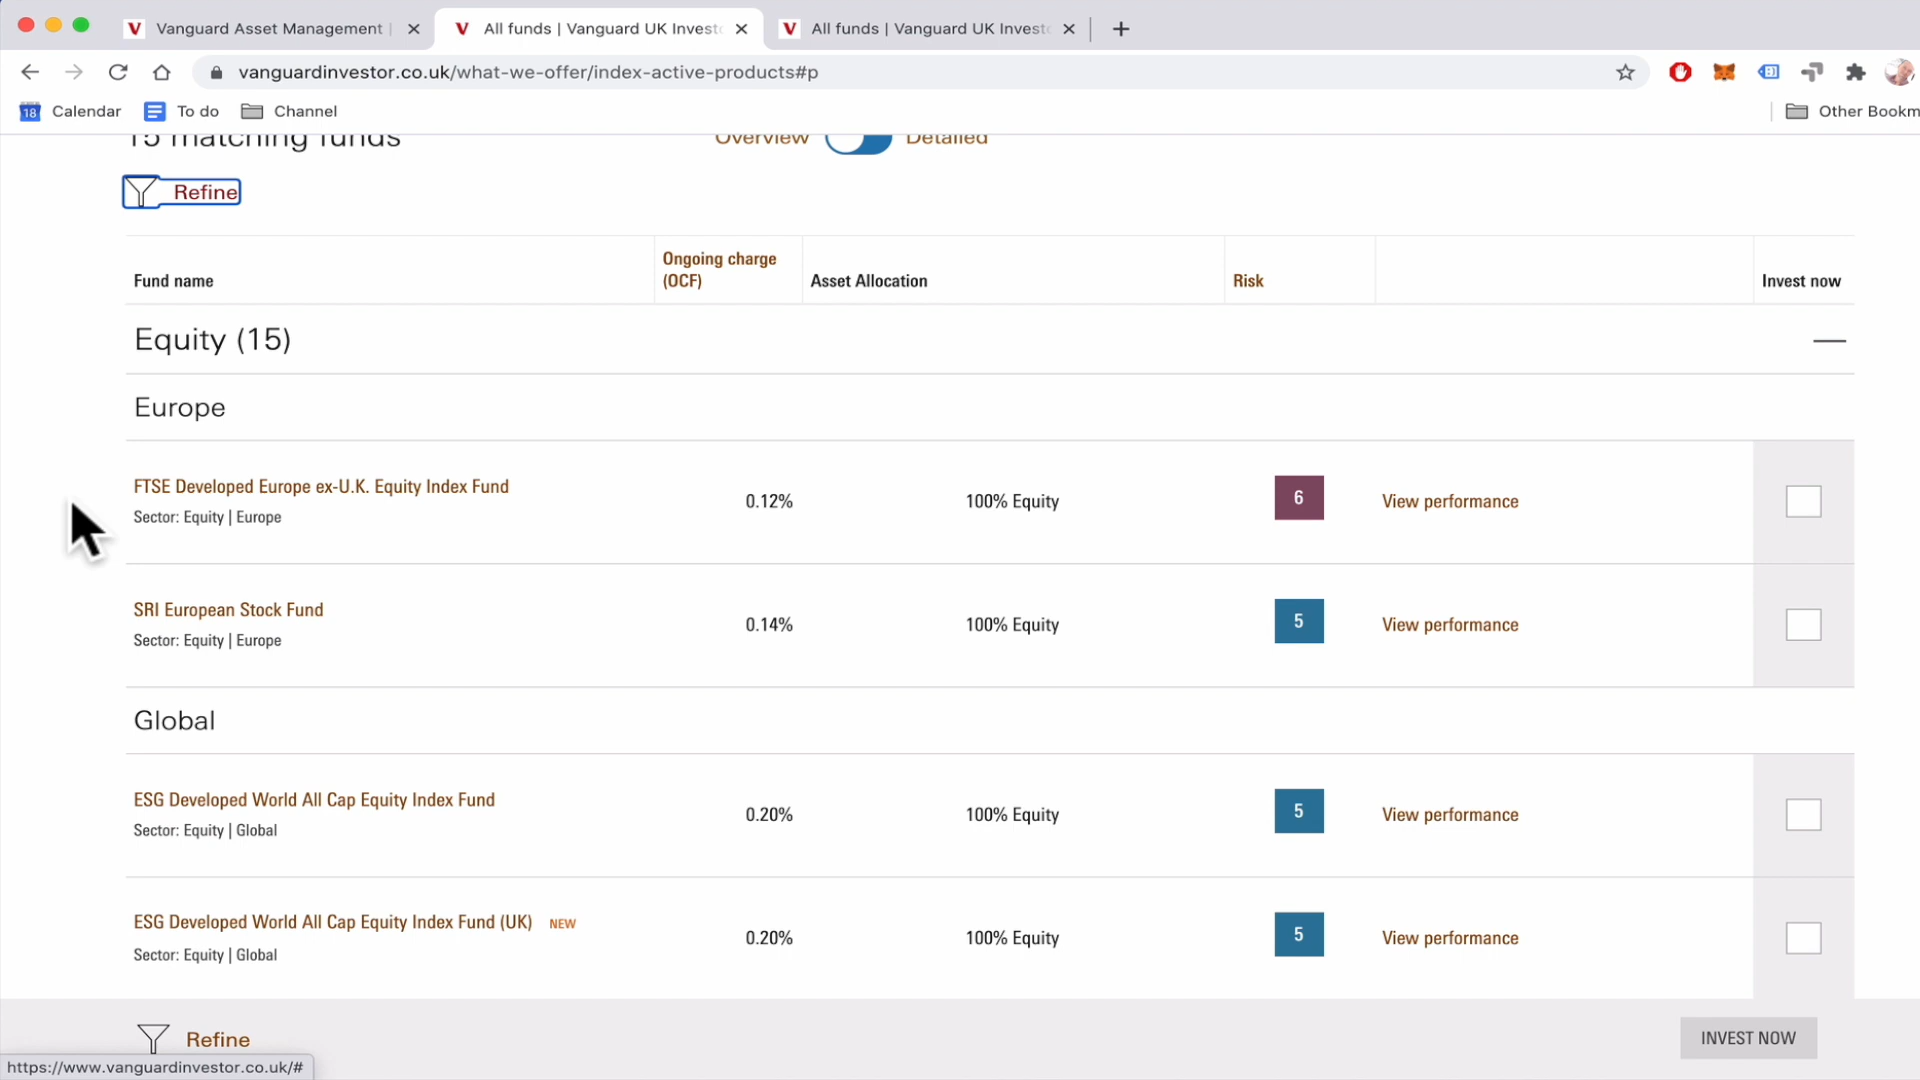 Vanguard Asset Management
All funds | Vanguard UK Invest
All funds | Vanguard UK Invest
vanguardinvestor.co.uk/what-we-offer/index-active-products#p
18 Calendar
To do
Channel
Other Bookm
15 matching funds
Overview
Detailed
Refine
Fund name
Ongoing charge
(OCF)
Asset Allocation
Risk
Invest now
Equity (15)
Europe
FTSE Developed Europe ex-U.K. Equity Index Fund
Sector: Equity | Europe
0.12%
100% Equity
6
View performance
SRI European Stock Fund
Sector: Equity | Europe
0.14%
100% Equity
5
View performance
Global
ESG Developed World All Cap Equity Index Fund
Sector: Equity | Global
0.20%
100% Equity
5
View performance
ESG Developed World All Cap Equity Index Fund (UK) NEW
Sector: Equity | Global
0.20%
100% Equity
5
View performance
Refine
INVEST NOW
https://www.vanguardinvestor.co.uk/#